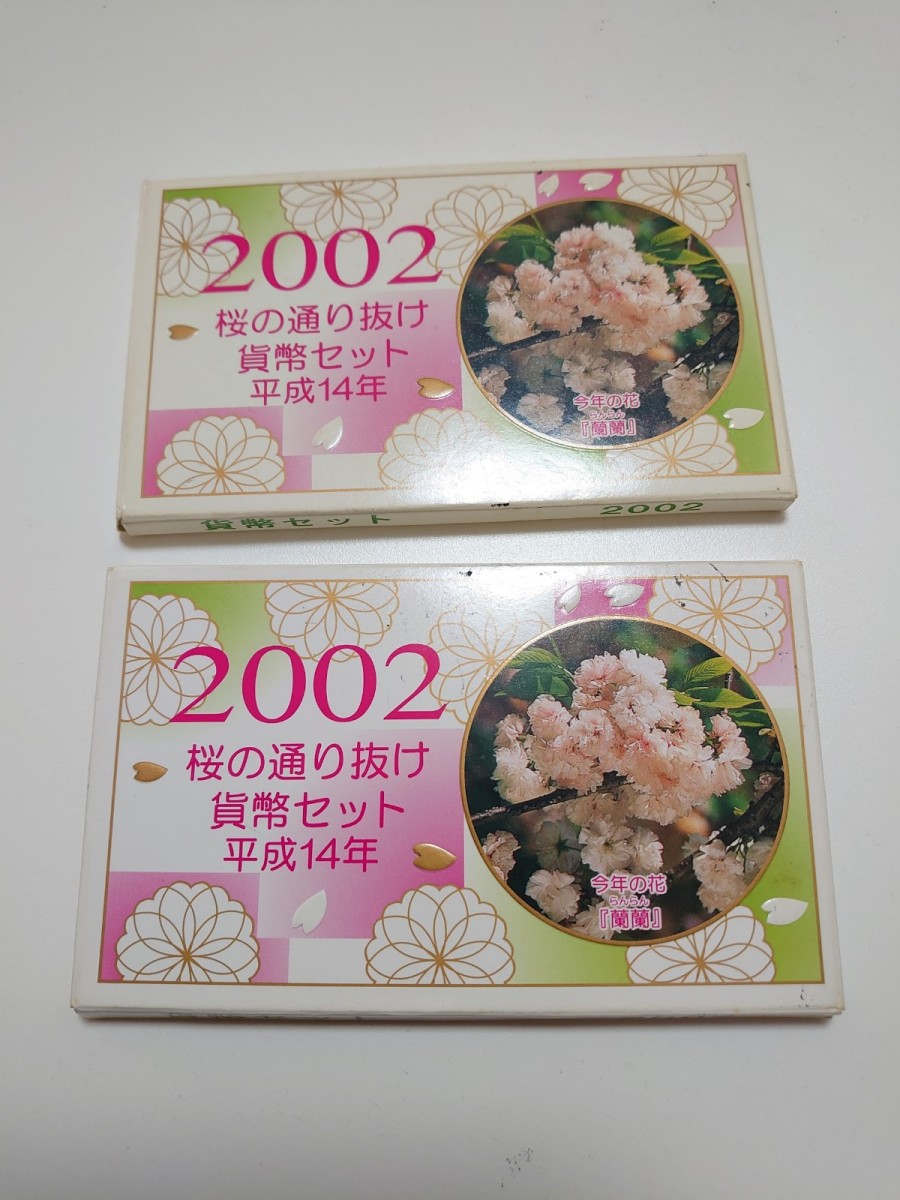 2002
桜の通り抜け
貨幣セット
平成14年
今年の花
らんらん
『蘭蘭』
貨幣セット 2002
2002
桜の通り抜け
貨幣セット
平成14年
今年の花
らんらん
『蘭蘭』